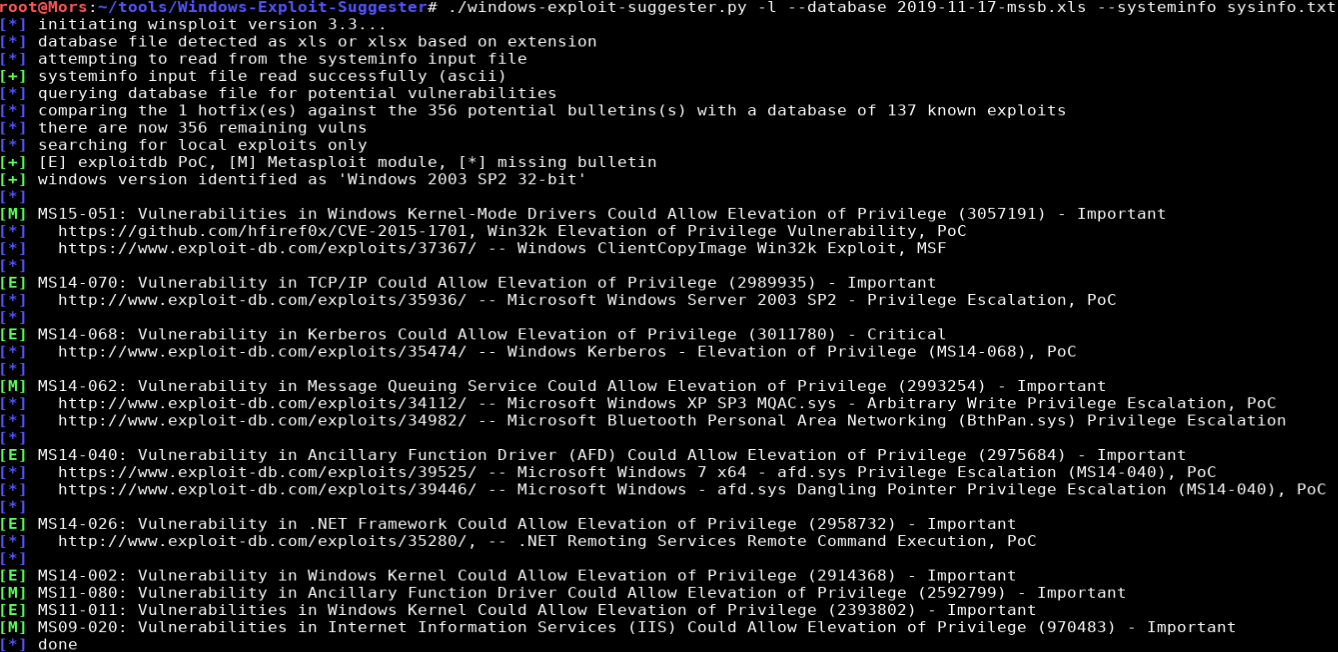 root@Mors:~/tools/Windows-Exploit-Suggester# ./windows-exploit-suggester.py -l --database 2019-11-17-mssb.xls --systeminfo sysinfo.txt
[*] initiating winsploit version 3.3...
[*] database file detected as xls or xlsx based on extension
[*] attempting to read from the systeminfo input file
[+] systeminfo input file read successfully (ascii)
[*] querying database file for potential vulnerabilities
[*] comparing the 1 hotfix(es) against the 356 potential bulletins(s) with a database of 137 known exploits
[*] there are now 356 remaining vulns
[*] searching for local exploits only
[+] [E] exploitdb PoC, [M] Metasploit module, [*] missing bulletin
[+] windows version identified as 'Windows 2003 SP2 32-bit'
[*]
[M] MS15-051: Vulnerabilities in Windows Kernel-Mode Drivers Could Allow Elevation of Privilege (3057191) - Important
[*]   https://github.com/hfiref0x/CVE-2015-1701, Win32k Elevation of Privilege Vulnerability, PoC
[*]   https://www.exploit-db.com/exploits/37367/ -- Windows ClientCopyImage Win32k Exploit, MSF
[*]
[E] MS14-070: Vulnerability in TCP/IP Could Allow Elevation of Privilege (2989935) - Important
[*]   http://www.exploit-db.com/exploits/35936/ -- Microsoft Windows Server 2003 SP2 - Privilege Escalation, PoC
[*]
[E] MS14-068: Vulnerability in Kerberos Could Allow Elevation of Privilege (3011780) - Critical
[*]   http://www.exploit-db.com/exploits/35474/ -- Windows Kerberos - Elevation of Privilege (MS14-068), PoC
[*]
[M] MS14-062: Vulnerability in Message Queuing Service Could Allow Elevation of Privilege (2993254) - Important
[*]   http://www.exploit-db.com/exploits/34112/ -- Microsoft Windows XP SP3 MQAC.sys - Arbitrary Write Privilege Escalation, PoC
[*]   http://www.exploit-db.com/exploits/34982/ -- Microsoft Bluetooth Personal Area Networking (BthPan.sys) Privilege Escalation
[*]
[E] MS14-040: Vulnerability in Ancillary Function Driver (AFD) Could Allow Elevation of Privilege (2975684) - Important
[*]   https://www.exploit-db.com/exploits/39525/ -- Microsoft Windows 7 x64 - afd.sys Privilege Escalation (MS14-040), PoC
[*]   https://www.exploit-db.com/exploits/39446/ -- Microsoft Windows - afd.sys Dangling Pointer Privilege Escalation (MS14-040), PoC
[*]
[E] MS14-026: Vulnerability in .NET Framework Could Allow Elevation of Privilege (2958732) - Important
[*]   http://www.exploit-db.com/exploits/35280/, -- .NET Remoting Services Remote Command Execution, PoC
[*]
[E] MS14-002: Vulnerability in Windows Kernel Could Allow Elevation of Privilege (2914368) - Important
[M] MS11-080: Vulnerability in Ancillary Function Driver Could Allow Elevation of Privilege (2592799) - Important
[E] MS11-011: Vulnerabilities in Windows Kernel Could Allow Elevation of Privilege (2393802) - Important
[M] MS09-020: Vulnerabilities in Internet Information Services (IIS) Could Allow Elevation of Privilege (970483) - Important
[*] done